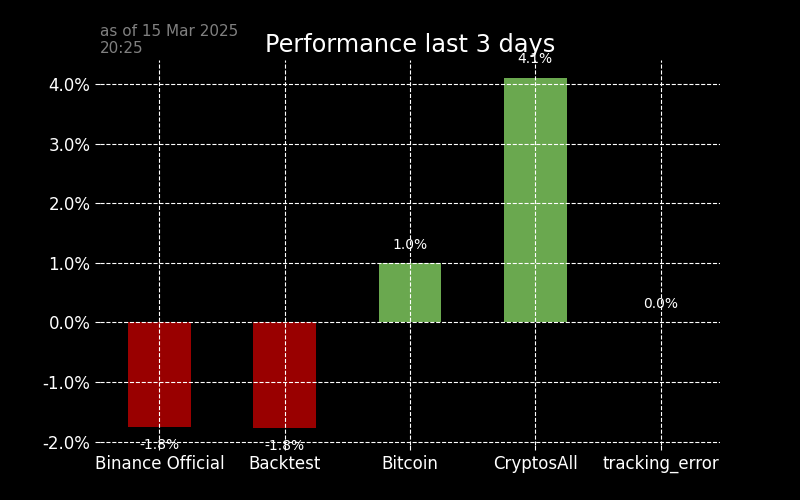 as of 15 Mar 2025
20:25
Performance last 3 days
4.0%
3.0%
2.0%
1.0%
0.0%
-1.0%
-2.0%
-1.8%
-1.8%
1.0%
4.1%
0.0%
Binance Official
Backtest
Bitcoin
CryptosAll
tracking_error